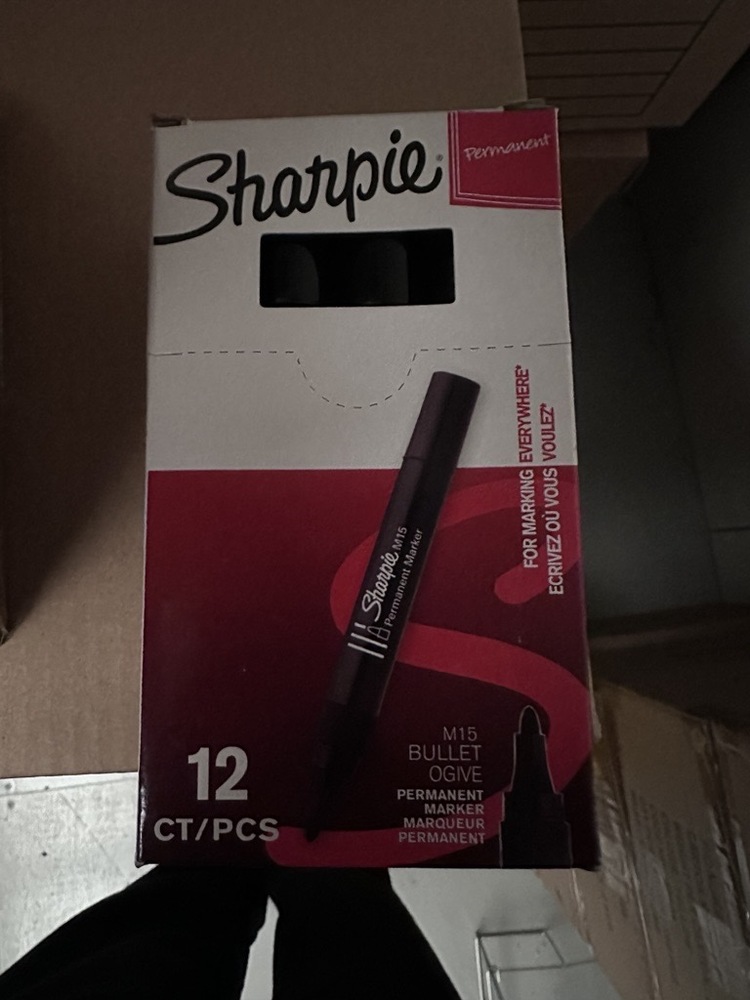 Sharpie®
Permanent
FOR MARKING EVERYWHERE*
ECRIVEZ OÙ VOUS VOULEZ*
Sharpie M15
Permanent Marker
12
CT/PCS
M15
BULLET
OGIVE
PERMANENT
MARKER
MARQUEUR
PERMANENT